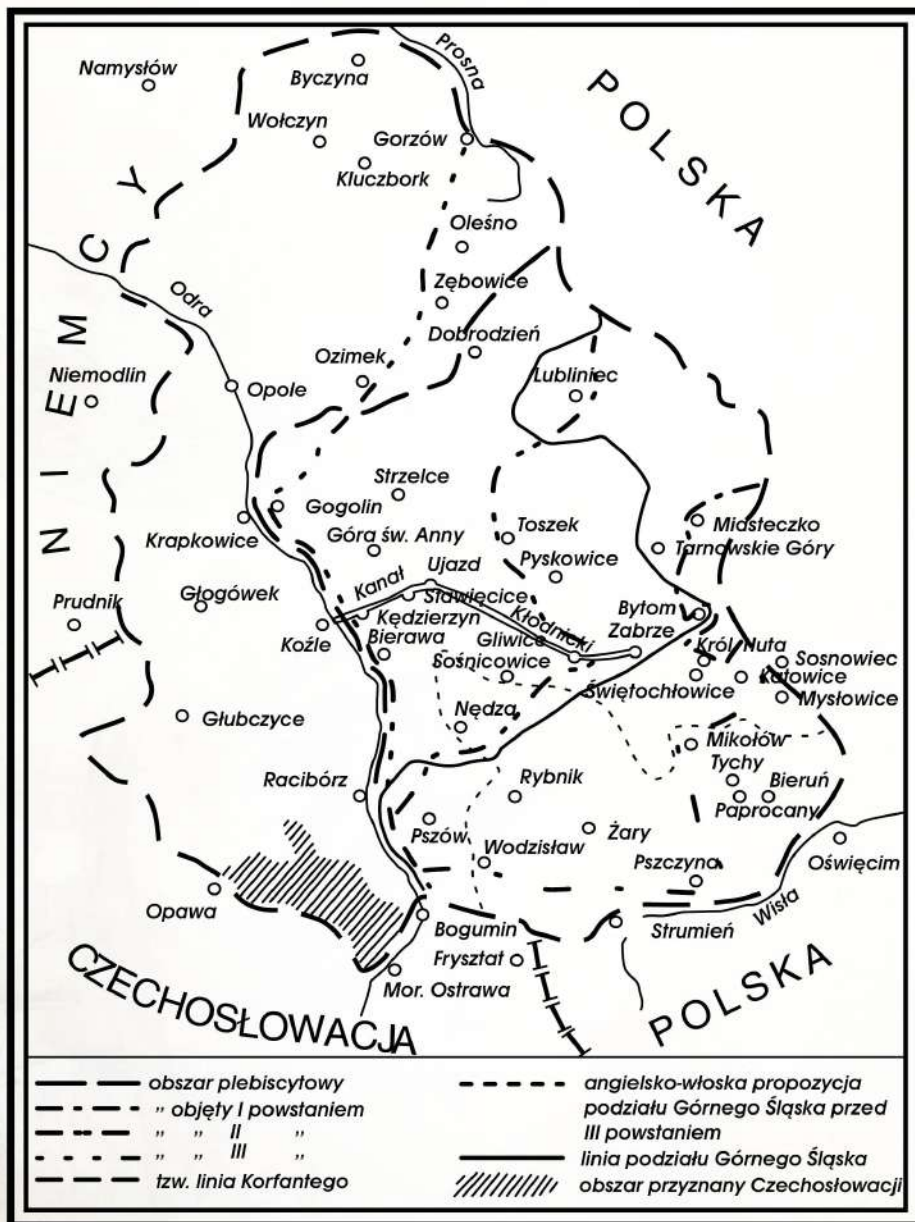 Namysłów
Byczyna
Prosna
POLSKA
Wołczyn
Gorzów
Kluczbork
NIEMCY
Oleśno
Odra
Zębowice
Dobrodzień
Ozimek
Niemodlin
Opole
Lubliniec
Strzelce
Gogolin
Krapkowice
Góra św. Anny
Toszek
Miasteczko
Tarnowskie Góry
Ujazd
Pyskowice
Głogówek
Kanał
Sławięcice
Prudnik
Kędzierzyn
Kłodnicki
Bytom
Koźle
Bierawa
Gliwice
Zabrze
Król. Huta
Sosnowiec
Sośnicowice
Katowice
Świętochłowice
Mysłowice
Głubczyce
Nędza
Mikołów
Tychy
Racibórz
Rybnik
Bieruń
Paprocany
Pszów
Żary
Wodzisław
Oświęcim
Pszczyna
Opawa
Wisła
Bogumin
Strumień
Frysztat
Mor. Ostrawa
CZECHOSŁOWACJA
POLSKA
obszar plebiscytowy
„ objęty I powstaniem
„ „ II „
„ „ III „
tzw. linia Korfantego
angielsko-włoska propozycja
podziału Górnego Śląska przed
III powstaniem
linia podziału Górnego Śląska
obszar przyznany Czechosłowacji